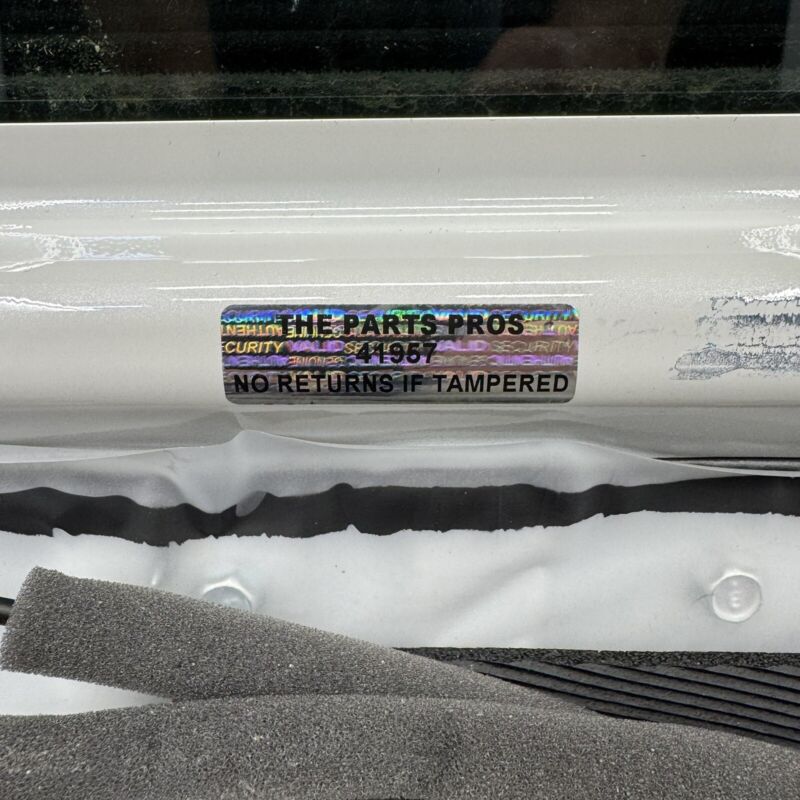 THE PARTS PROS
41957
NO RETURNS IF TAMPERED